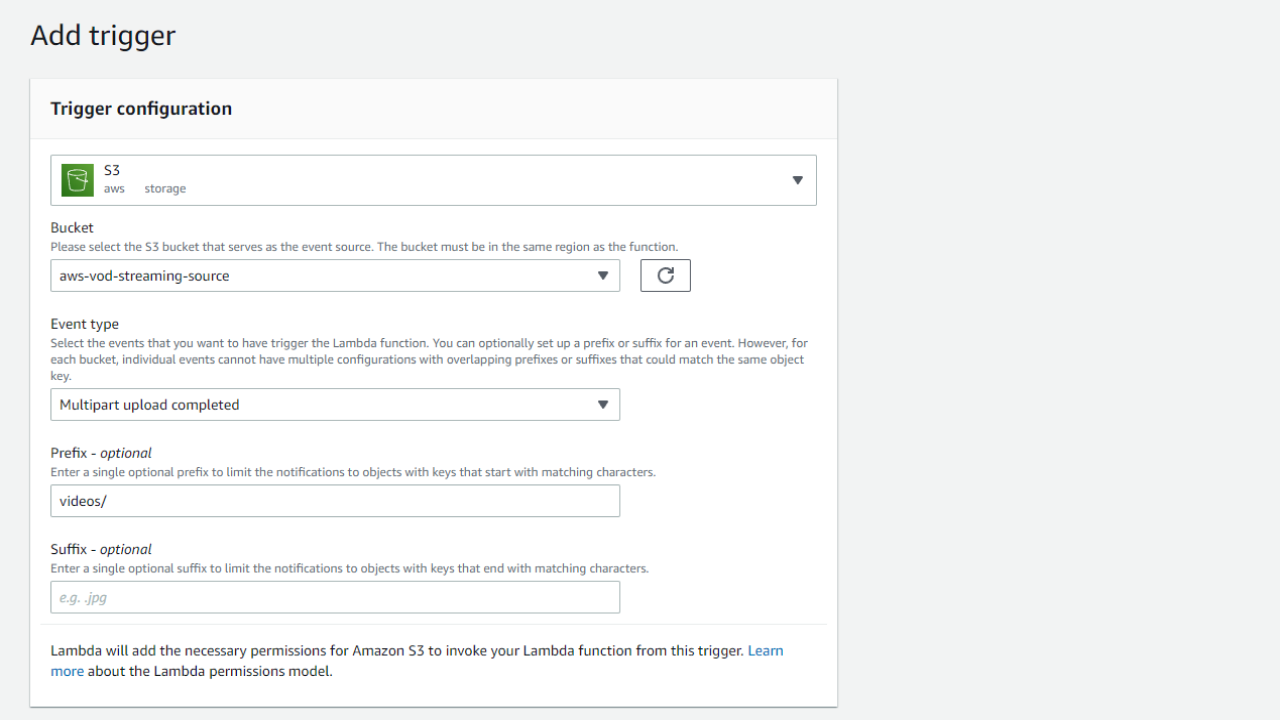 Add trigger
Trigger configuration
S3
aws storage
Bucket
Please select the S3 bucket that serves as the event source. The bucket must be in the same region as the function.
aws-vod-streaming-source
Event type
Select the events that you want to have trigger the Lambda function. You can optionally set up a prefix or suffix for an event. However, for
each bucket, individual events cannot have multiple configurations with overlapping prefixes or suffixes that could match the same object
key.
Multipart upload completed
Prefix - optional
Enter a single optional prefix to limit the notifications to objects with keys that start with matching characters.
videos/
Suffix - optional
Enter a single optional suffix to limit the notifications to objects with keys that end with matching characters.
e.g. .jpg
Lambda will add the necessary permissions for Amazon S3 to invoke your Lambda function from this trigger. Learn
more about the Lambda permissions model.